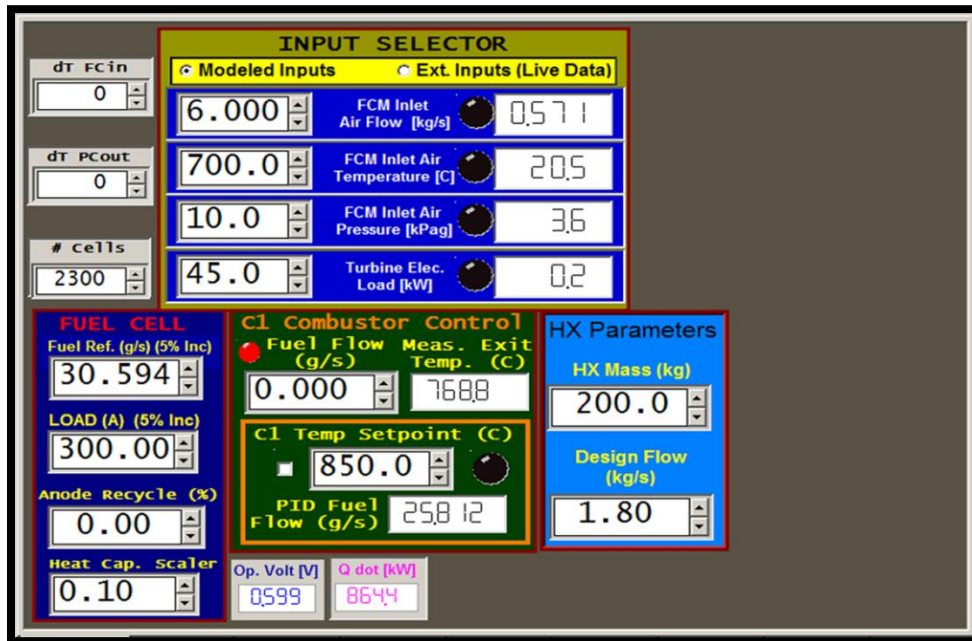 INPUT SELECTOR
dT FCin
Modeled Inputs Ext. Inputs (Live Data)
0
6.000 FCM Inlet Air Flow [kg/s] 0.571
dT PCout
0
700.0 FCM Inlet Air Temperature [C] 20.5
10.0 FCM Inlet Air Pressure [kPag] 3.6
# Cells
2300
45.0 Turbine Elec. Load [kW] 0.2
FUEL CELL
Fuel Ref. (g/s) (5% Inc)
30.594
LOAD (A) (5% Inc)
300.00
Anode Recycle (%)
0.00
Heat Cap. Scaler
0.10
C1 Combustor Control
Fuel Flow (g/s) Meas. Exit Temp. (C)
0.000 768.8
C1 Temp Setpoint (C)
850.0
PID Fuel Flow (g/s) 25.812
Op. Volt [V] Q dot [kW]
0.599 864.4
HX Parameters
HX Mass (kg)
200.0
Design Flow
(kg/s)
1.80